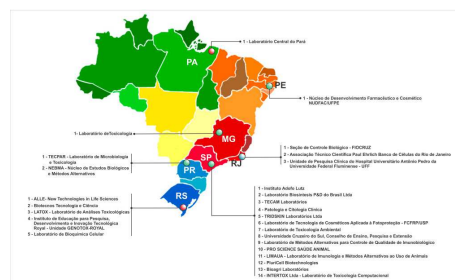 1 - Laboratório Central do Pará
PA
PE
1 - Núcleo de Desenvolvimento Farmacêutico e Cosmético
NUDFAC/UFPE
1- Laboratório deToxicologia
MG
1 - Seção de Controle Biológico - FIOCRUZ
2 - Associação Técnico Científica Paul Ehrlich Banco de Células do Rio de Janeiro
3 - Unidade de Pesquisa Clínica do Hospital Universitário Antônio Pedro da
Universidade Federal Fluminense - UFF
RJ
1 - TECPAR - Laboratório de Microbiologia
e Toxicologia
2 - NEBMA - Núcleo de Estudos Biológicos
e Métodos Alternativos
SP
PR
RS
1 - ALLE- New Technologies in Life Sciences
2 - Biotecnos Tecnologia e Ciência
3 - LATOX - Laboratório de Análises Toxicológicas
4 - Instituto de Educação para Pesquisa,
Desenvolvimento e Inovação Tecnológica
Royal - Unidade GENOTOX-ROYAL
5 - Laboratório de Bioquímica Celular
1 - Instituto Adolfo Lutz
2 - Laboratório Biosintesis P&D do Brasil Ltda
3 - TECAM Laboratórios
4 - Patologia e Citologia Clínica
5 - TRIDSKIN Laboratórios Ltda
6 - Laboratório de Tecnologia de Cosméticos Aplicada à Fotoproteção - FCFRP/USP
7 - Laboratório de Toxicologia Ambiental
8 - Universidade Cruzeiro do Sul, Conselho de Ensino, Pesquisa e Extensão
9 - Laboratório de Métodos Alternativos para Controle da Qualidade de Imunobiológico
10 - PRO SCIENCE SAÚDE ANIMAL
11 - LIMAUA - Laboratório de Imunologia e Métodos Alternativos ao Uso de Animais
12 - PluriCell Biotechnologies
13 - Eleagri Laboratórios
14 - INTERTOX Ltda - Laboratório de Toxicologia Computacional